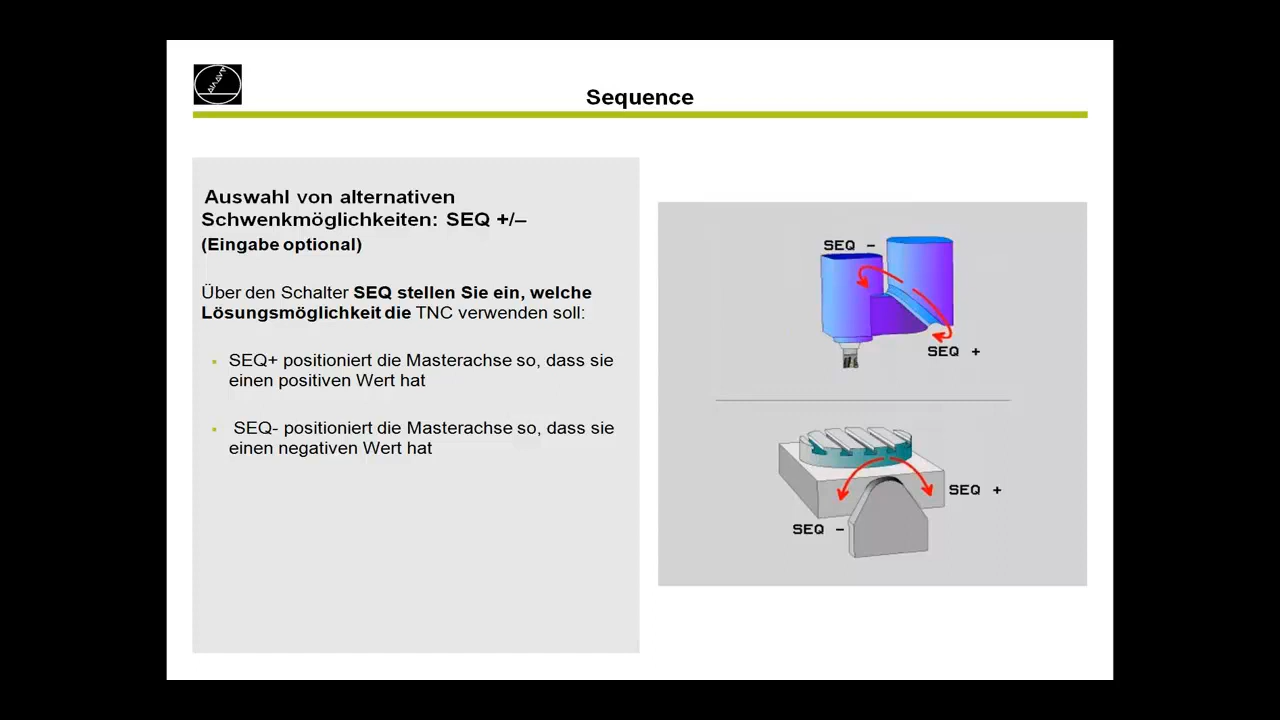 Sequence
Auswahl von alternativen
Schwenkmöglichkeiten: SEQ +/–
(Eingabe optional)
Über den Schalter SEQ stellen Sie ein, welche
Lösungsmöglichkeit die TNC verwenden soll:
▪ SEQ+ positioniert die Masterachse so, dass sie
einen positiven Wert hat
▪ SEQ- positioniert die Masterachse so, dass sie
einen negativen Wert hat
SEQ –
SEQ +
SEQ +
SEQ –